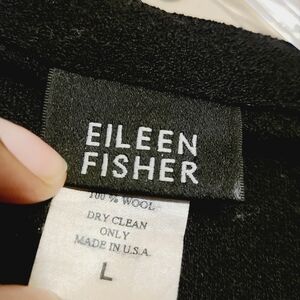 EILEEN
FISHER
100 % WOOL
DRY CLEAN
ONLY
MADE IN U.S.A.
L